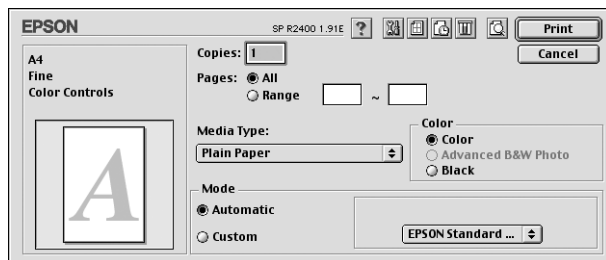 EPSON
SP R2400 1.91E
?
Print
Cancel
A4
Fine
Color Controls
A
Copies: 1
Pages: All
Range ~
Media Type:
Plain Paper
Color
Color
Advanced B&W Photo
Black
Mode
Automatic
Custom
EPSON Standard ...